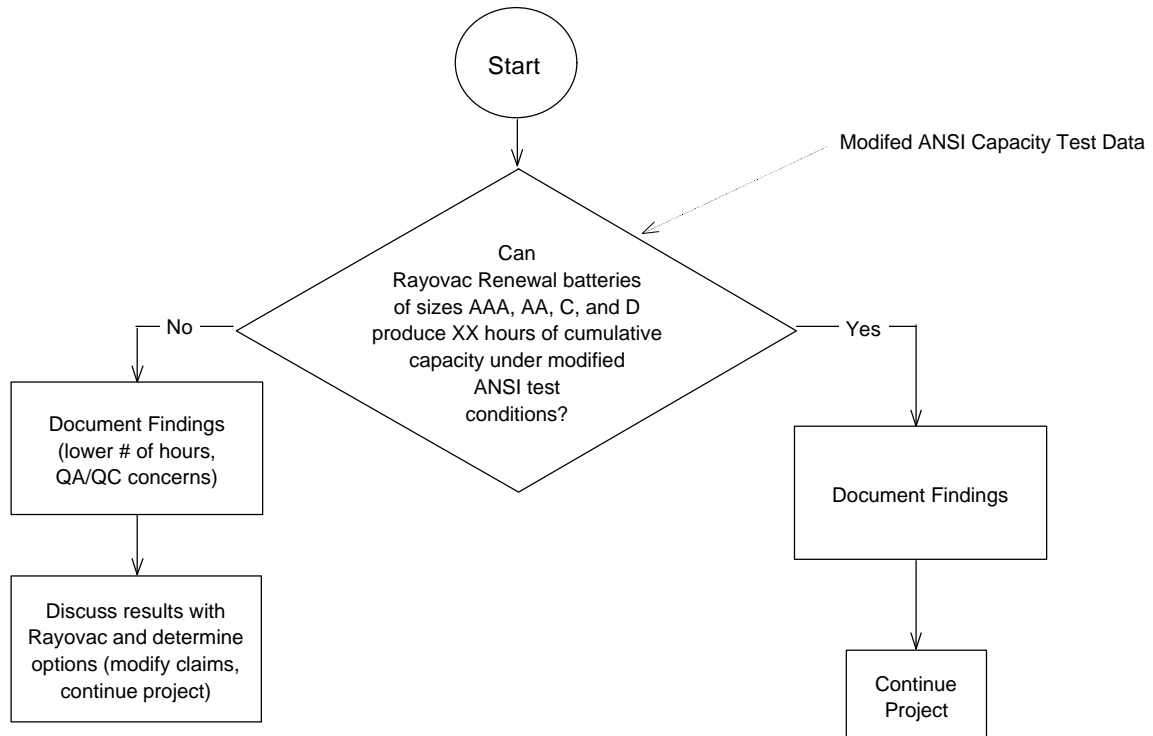 Start
Modifed ANSI Capacity Test Data
Can
Rayovac Renewal batteries
of sizes AAA, AA, C, and D
produce XX hours of cumulative
capacity under modified
ANSI test
conditions?
No
Yes
Document Findings
(lower # of hours,
QA/QC concerns)
Document Findings
Discuss results with
Rayovac and determine
options (modify claims,
continue project)
Continue
Project